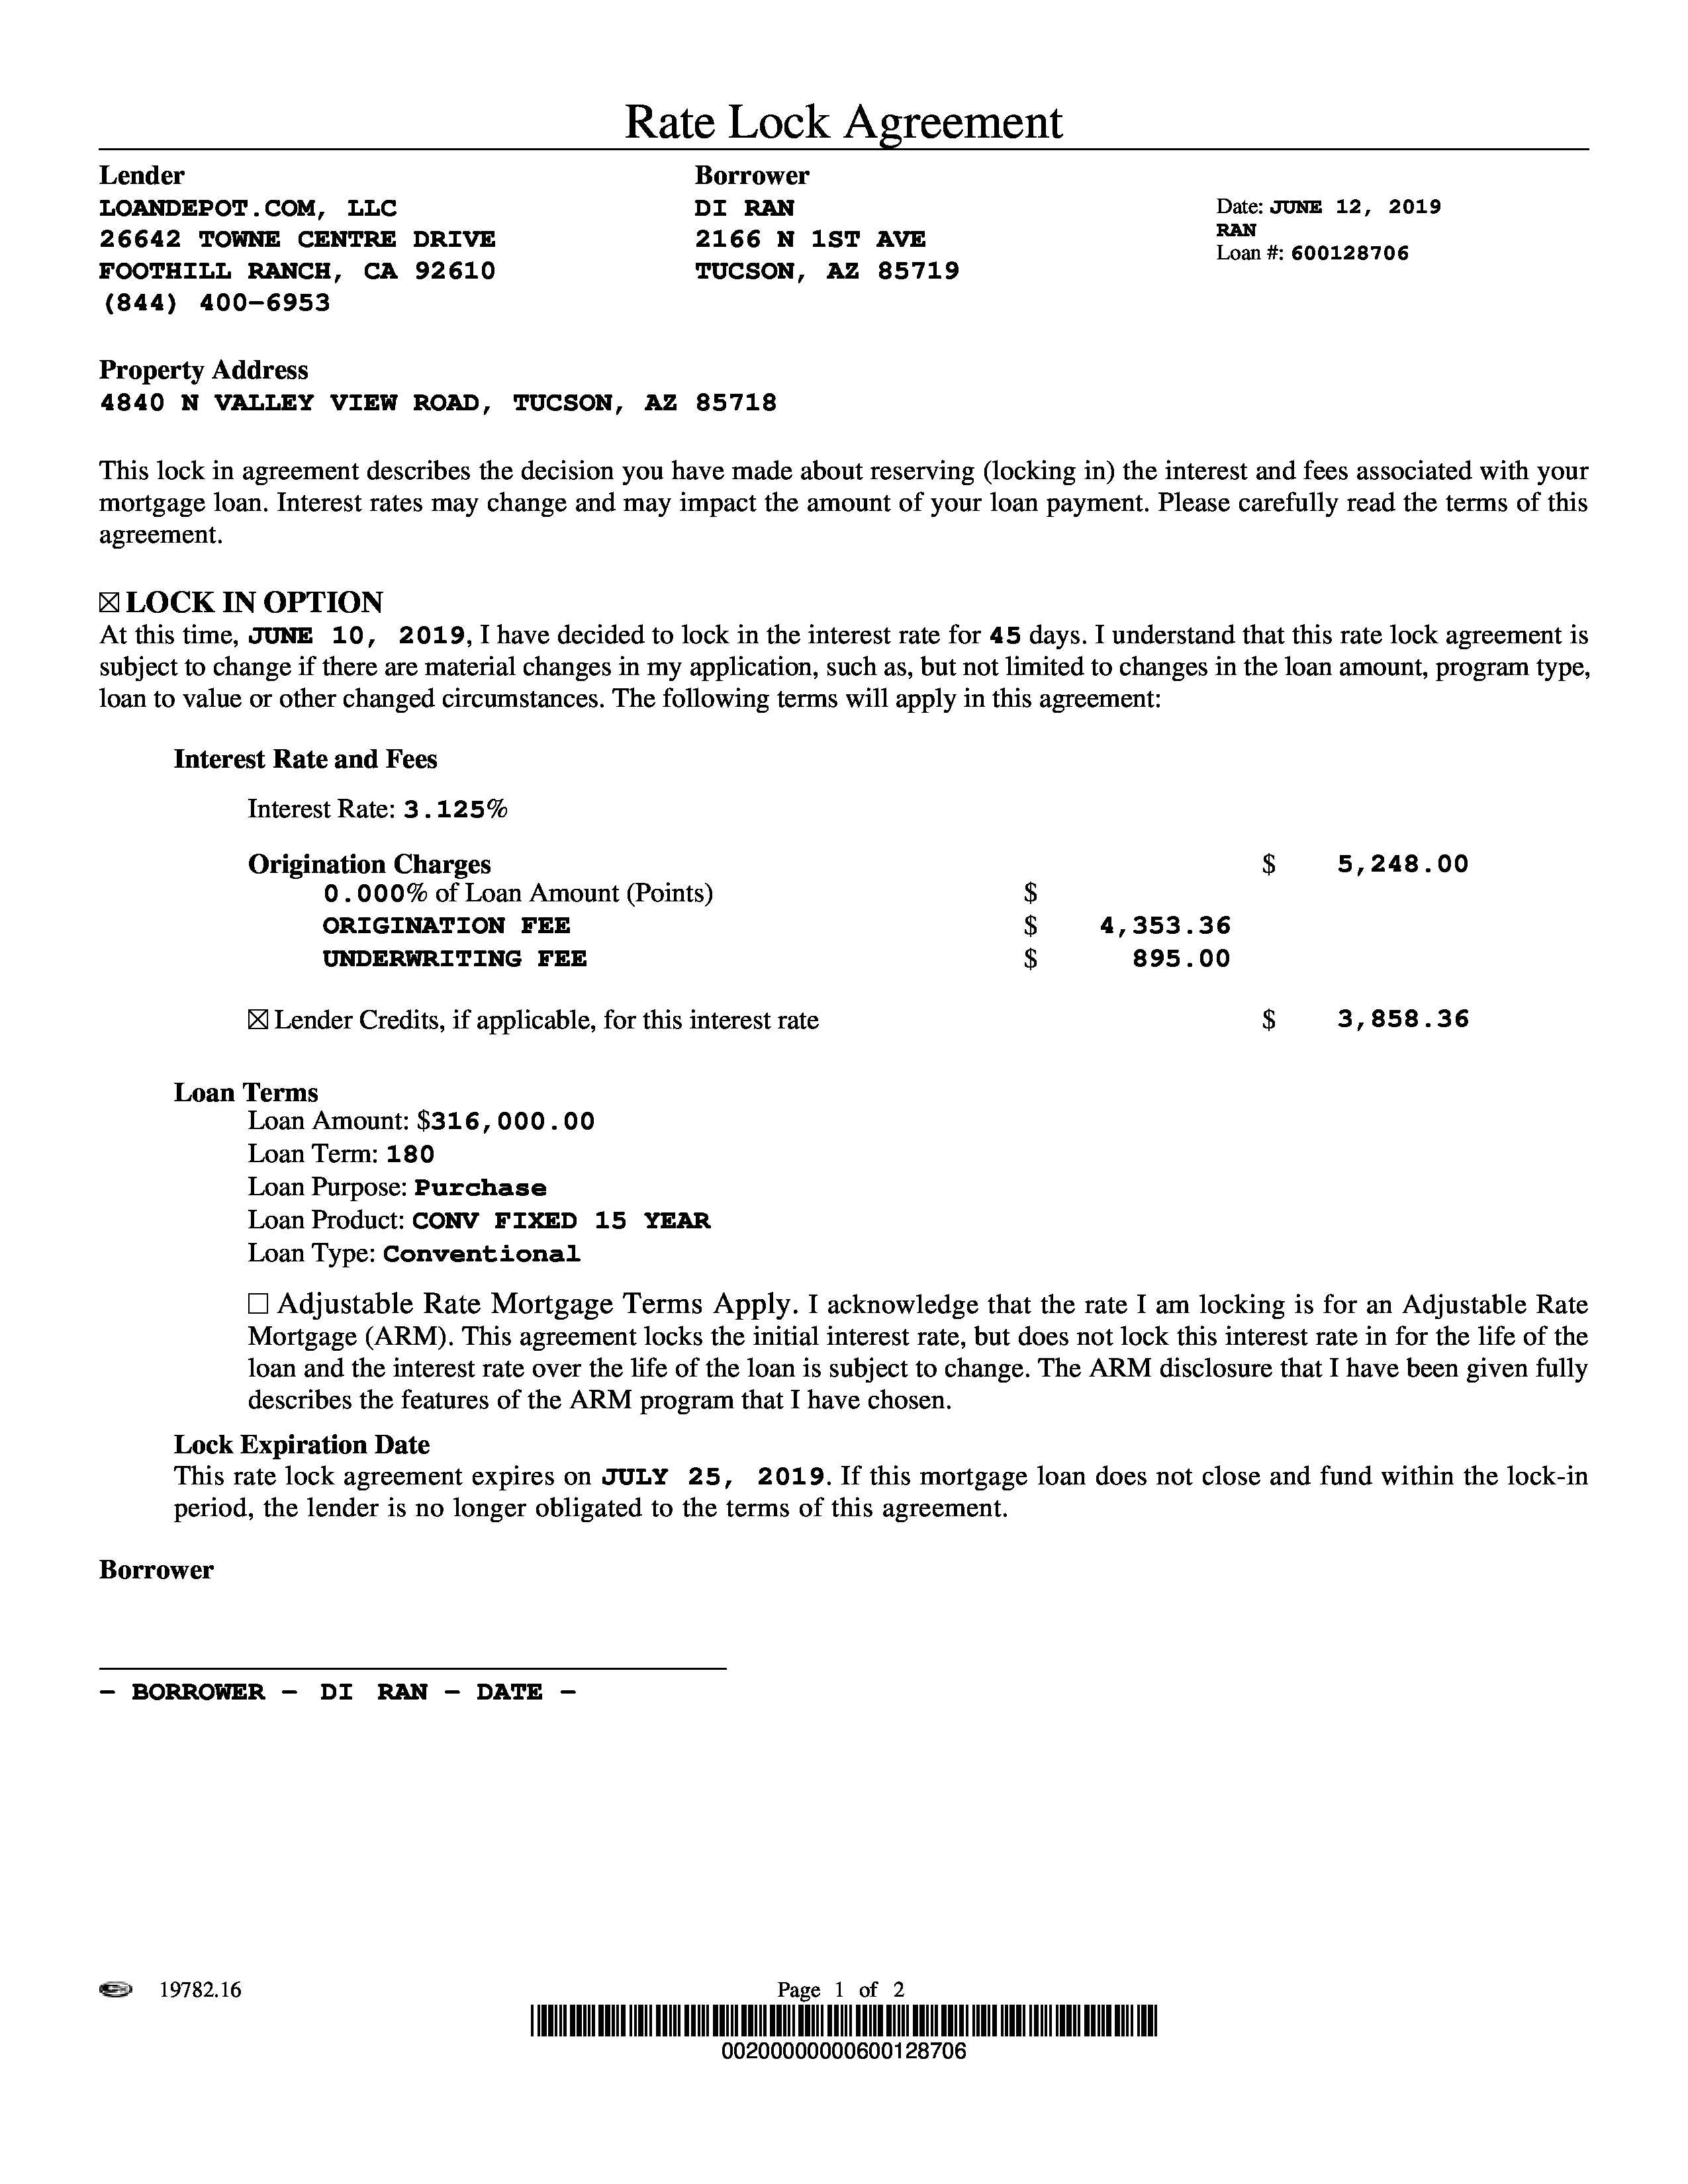 Rate Lock Agreement
Lender
LOANDEPOT.COM, LLC
26642 TOWNE CENTRE DRIVE
FOOTHILL RANCH, CA 92610
(844) 400-6953
Borrower
DI RAN
2166 N 1ST AVE
TUCSON, AZ 85719
Date: JUNE 12, 2019
RAN
Loan #: 600128706
Property Address
4840 N VALLEY VIEW ROAD, TUCSON, AZ 85718
This lock in agreement describes the decision you have made about reserving (locking in) the interest and fees associated with your
mortgage loan. Interest rates may change and may impact the amount of your loan payment. Please carefully read the terms of this
agreement.
☒ LOCK IN OPTION
At this time, JUNE 10, 2019, I have decided to lock in the interest rate for 45 days. I understand that this rate lock agreement is
subject to change if there are material changes in my application, such as, but not limited to changes in the loan amount, program type,
loan to value or other changed circumstances. The following terms will apply in this agreement:
Interest Rate and Fees
Interest Rate: 3.125%
Origination Charges $ 5,248.00
0.000% of Loan Amount (Points) $
ORIGINATION FEE $ 4,353.36
UNDERWRITING FEE $ 895.00
☒ Lender Credits, if applicable, for this interest rate $ 3,858.36
Loan Terms
Loan Amount: $316,000.00
Loan Term: 180
Loan Purpose: Purchase
Loan Product: CONV FIXED 15 YEAR
Loan Type: Conventional
☐ Adjustable Rate Mortgage Terms Apply. I acknowledge that the rate I am locking is for an Adjustable Rate
Mortgage (ARM). This agreement locks the initial interest rate, but does not lock this interest rate in for the life of the
loan and the interest rate over the life of the loan is subject to change. The ARM disclosure that I have been given fully
describes the features of the ARM program that I have chosen.
Lock Expiration Date
This rate lock agreement expires on JULY 25, 2019. If this mortgage loan does not close and fund within the lock-in
period, the lender is no longer obligated to the terms of this agreement.
Borrower
- BORROWER - DI RAN - DATE -
19782.16
Page 1 of 2
00200000000600128706